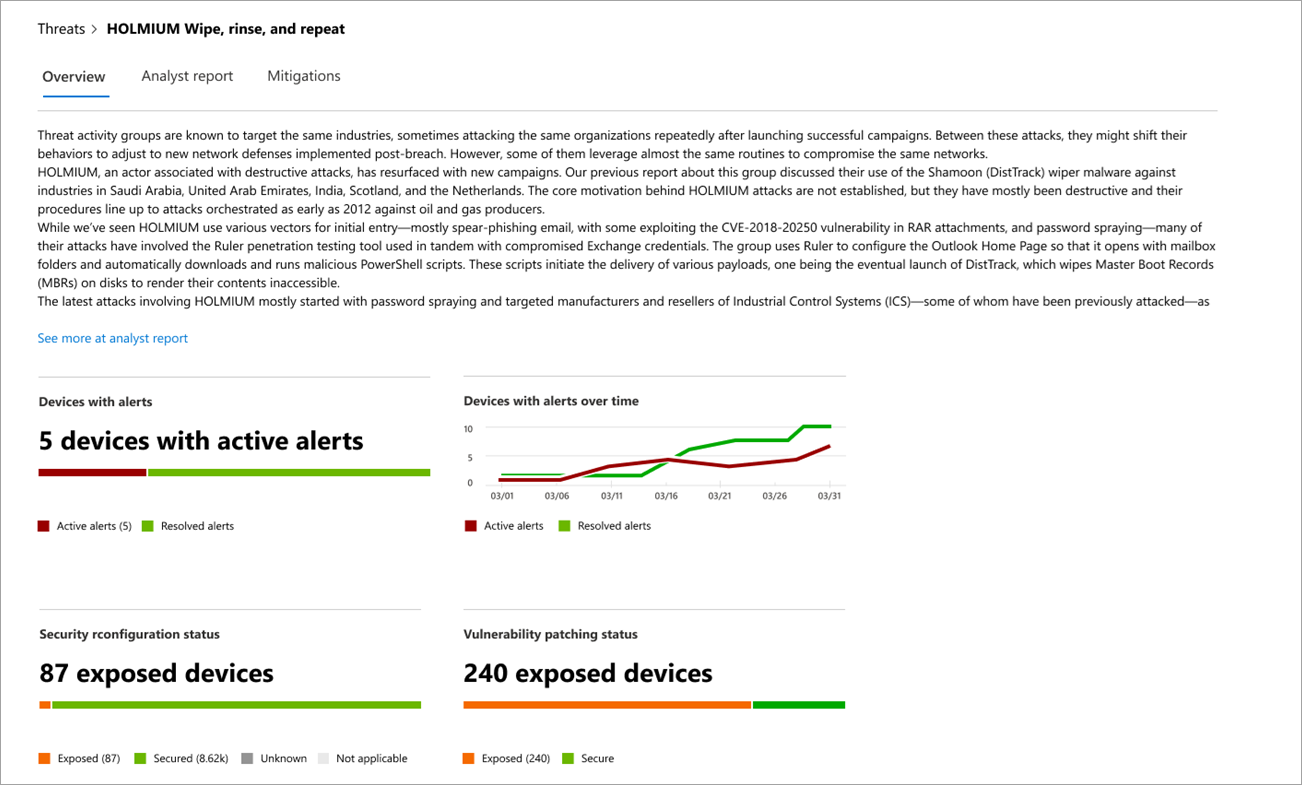 Threats > HOLMIUM Wipe, rinse, and repeat
Overview Analyst report Mitigations
Threat activity groups are known to target the same industries, sometimes attacking the same organizations repeatedly after launching successful campaigns. Between these attacks, they might shift their
behaviors to adjust to new network defenses implemented post-breach. However, some of them leverage almost the same routines to compromise the same networks.
HOLMIUM, an actor associated with destructive attacks, has resurfaced with new campaigns. Our previous report about this group discussed their use of the Shamoon (DistTrack) wiper malware against
industries in Saudi Arabia, United Arab Emirates, India, Scotland, and the Netherlands. The core motivation behind HOLMIUM attacks are not established, but they have mostly been destructive and their
procedures line up to attacks orchestrated as early as 2012 against oil and gas producers.
While we've seen HOLMIUM use various vectors for initial entry—mostly spear-phishing email, with some exploiting the CVE-2018-20250 vulnerability in RAR attachments, and password spraying—many of
their attacks have involved the Ruler penetration testing tool used in tandem with compromised Exchange credentials. The group uses Ruler to configure the Outlook Home Page so that it opens with mailbox
folders and automatically downloads and runs malicious PowerShell scripts. These scripts initiate the delivery of various payloads, one being the eventual launch of DistTrack, which wipes Master Boot Records
(MBRs) on disks to render their contents inaccessible.
The latest attacks involving HOLMIUM mostly started with password spraying and targeted manufacturers and resellers of Industrial Control Systems (ICS)—some of whom have been previously attacked—as
See more at analyst report
Devices with alerts
5 devices with active alerts
Active alerts (5) Resolved alerts
Devices with alerts over time
10
5
0
03/01 03/06 03/11 03/16 03/21 03/26 03/31
Active alerts Resolved alerts
Security rconfiguration status
87 exposed devices
Exposed (87) Secured (8.62k) Unknown Not applicable
Vulnerability patching status
240 exposed devices
Exposed (240) Secure